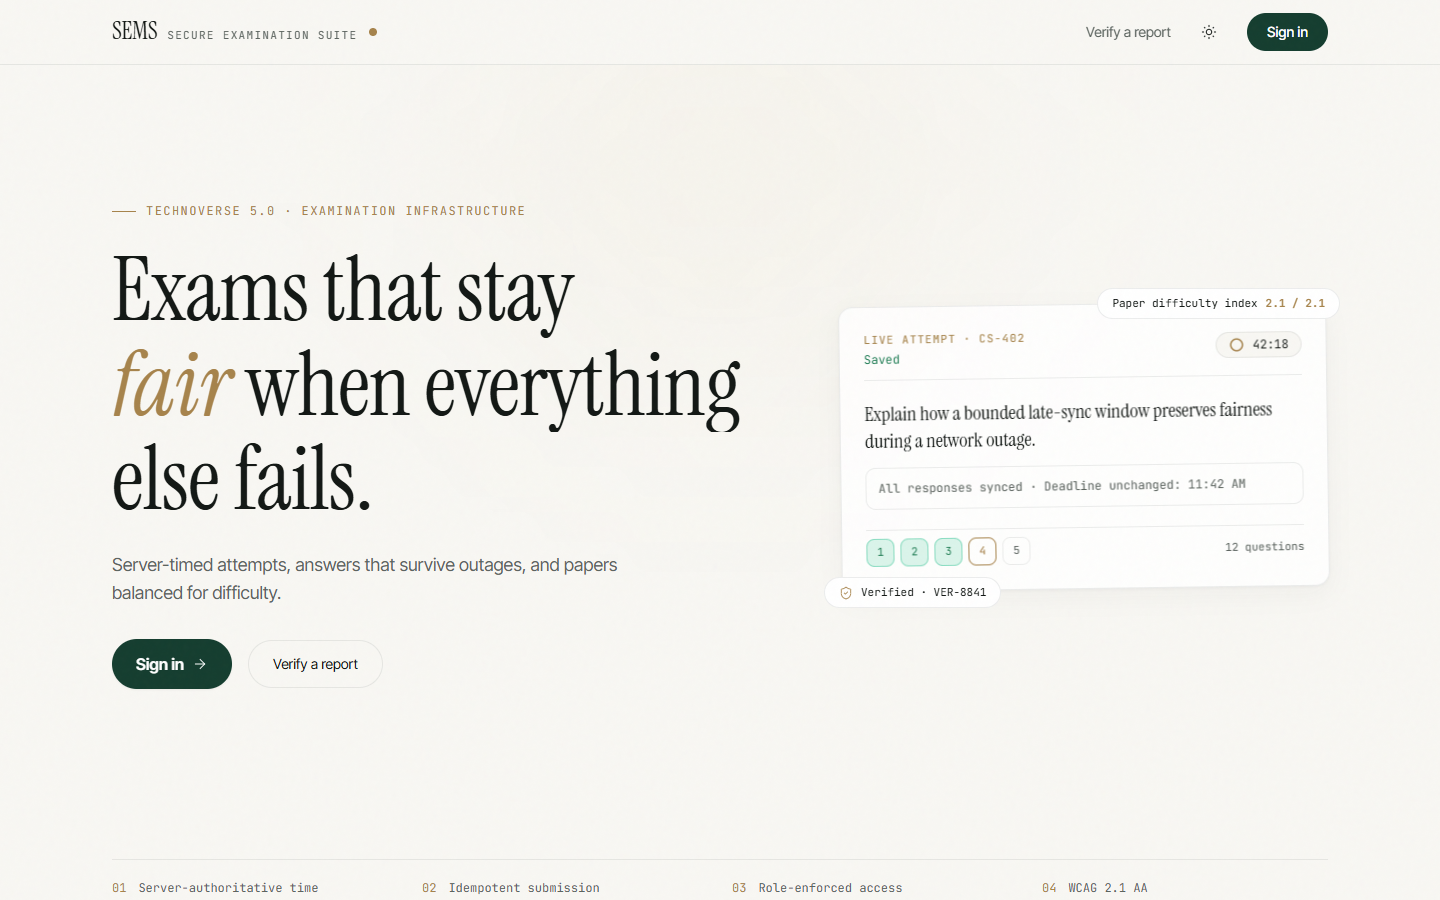 SEMS SECURE EXAMINATION SUITE
Verify a report
Sign in
TECHNOVERSE 5.0 · EXAMINATION INFRASTRUCTURE
Exams that stay
fair when everything
else fails.
Server-timed attempts, answers that survive outages, and papers
balanced for difficulty.
Sign in →
Verify a report
Paper difficulty index 2.1 / 2.1
LIVE ATTEMPT · CS-402
Saved
42:18
Explain how a bounded late-sync window preserves fairness
during a network outage.
All responses synced · Deadline unchanged: 11:42 AM
1 2 3 4 5
12 questions
Verified · VER-8841
01 Server-authoritative time
02 Idempotent submission
03 Role-enforced access
04 WCAG 2.1 AA